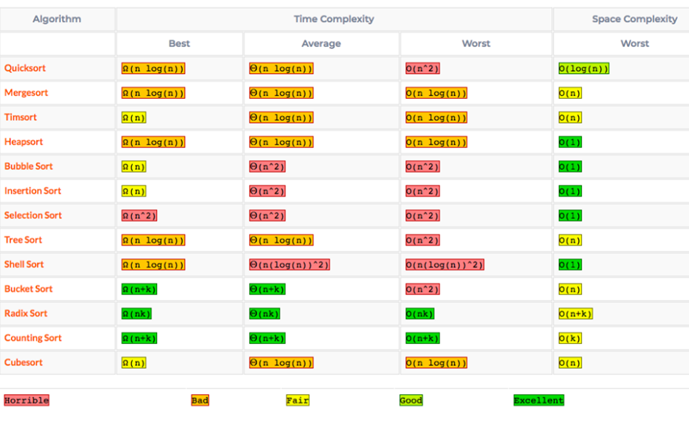 Algorithm Time Complexity Space Complexity
Best Average Worst Worst
Quicksort Ω(n log(n)) Θ(n log(n)) O(n^2) O(log(n))
Mergesort Ω(n log(n)) Θ(n log(n)) O(n log(n)) O(n)
Timsort Ω(n) Θ(n log(n)) O(n log(n)) O(n)
Heapsort Ω(n log(n)) Θ(n log(n)) O(n log(n)) O(1)
Bubble Sort Ω(n) Θ(n^2) O(n^2) O(1)
Insertion Sort Ω(n) Θ(n^2) O(n^2) O(1)
Selection Sort Ω(n^2) Θ(n^2) O(n^2) O(1)
Tree Sort Ω(n log(n)) Θ(n log(n)) O(n^2) O(n)
Shell Sort Ω(n log(n)) Θ(n(log(n))^2) O(n(log(n))^2) O(1)
Bucket Sort Ω(n+k) Θ(n+k) O(n^2) O(n)
Radix Sort Ω(nk) Θ(nk) O(nk) O(n+k)
Counting Sort Ω(n+k) Θ(n+k) O(n+k) O(k)
Cubesort Ω(n) Θ(n log(n)) O(n log(n)) O(n)
Horrible Bad Fair Good Excellent